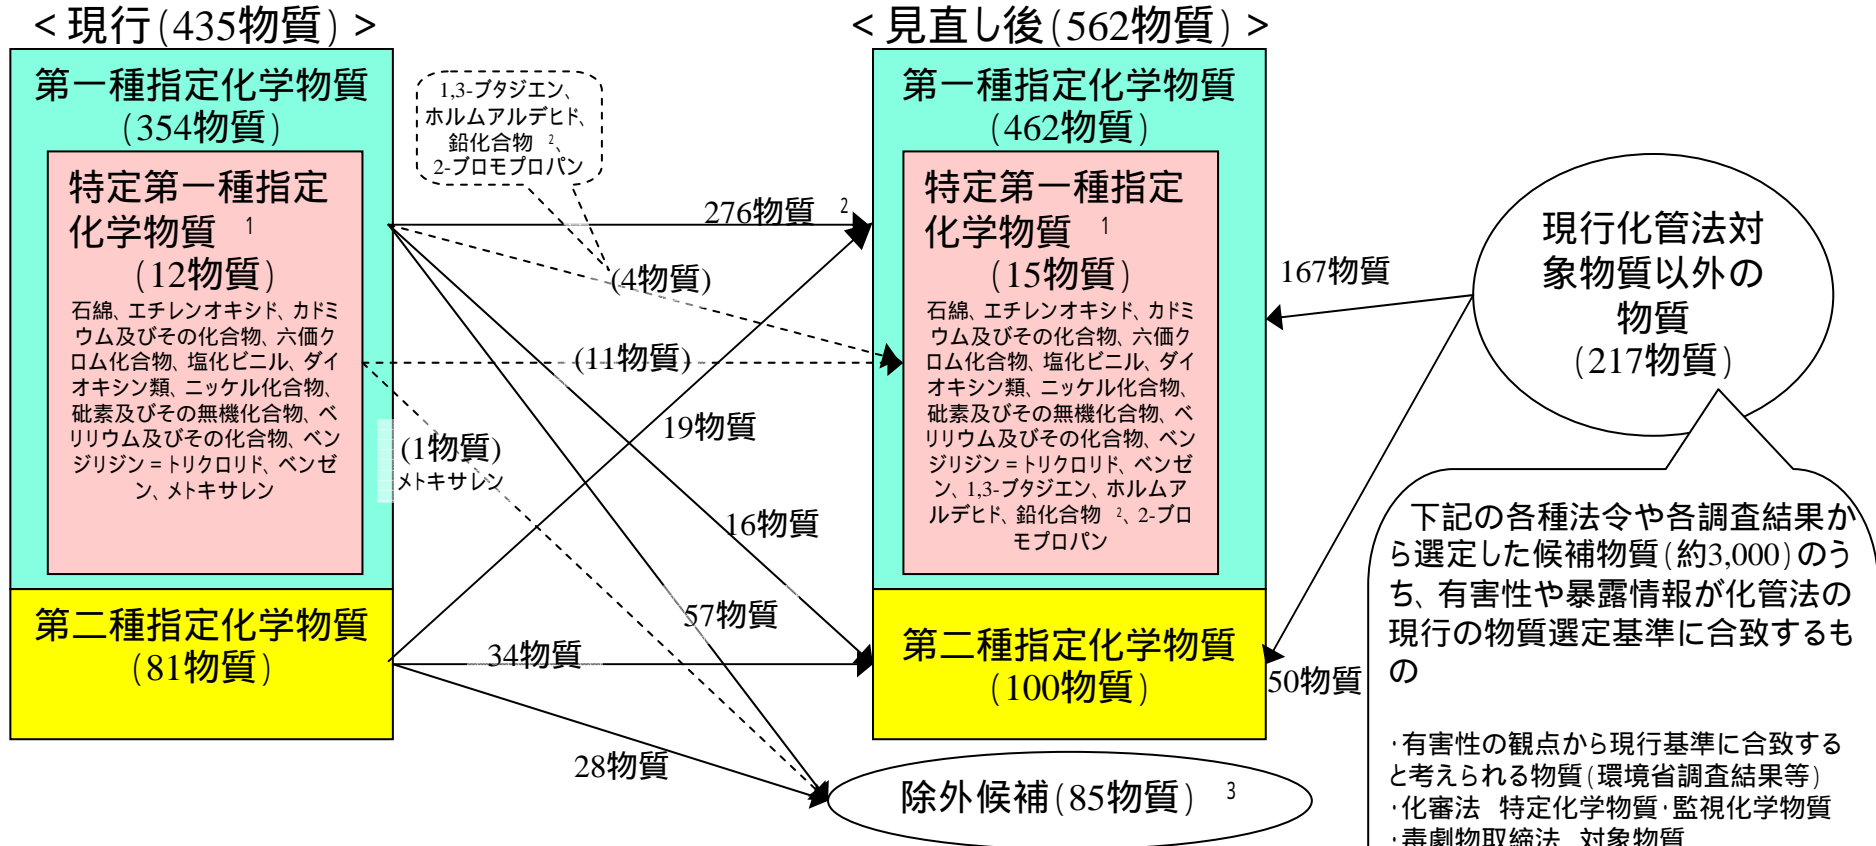 ＜現行(435物質)＞
第一種指定化学物質
(354物質)
特定第一種指定
化学物質 1
(12物質)
石綿、エチレンオキシド、カドミ
ウム及びその化合物、六価ク
ロム化合物、塩化ビニル、ダイ
オキシン類、ニッケル化合物、
砒素及びその無機化合物、ベ
リリウム及びその化合物、ベン
ジリジン＝トリクロリド、ベンゼ
ン、メトキサレン
第二種指定化学物質
(81物質)
1,3-ブタジエン、
ホルムアルデヒド、
鉛化合物 2、
2-ブロモプロパン
276物質 2
(4物質)
(11物質)
19物質
(1物質)
メトキサレン
16物質
57物質
34物質
28物質
＜見直し後(562物質)＞
第一種指定化学物質
(462物質)
特定第一種指定
化学物質 1
(15物質)
石綿、エチレンオキシド、カドミ
ウム及びその化合物、六価ク
ロム化合物、塩化ビニル、ダイ
オキシン類、ニッケル化合物、
砒素及びその無機化合物、ベ
リリウム及びその化合物、ベン
ジリジン＝トリクロリド、ベンゼ
ン、1,3-ブタジエン、ホルムア
ルデヒド、鉛化合物 2、2-ブロ
モプロパン
第二種指定化学物質
(100物質)
除外候補(85物質) 3
167物質
50物質
現行化管法対
象物質以外の
物質
(217物質)
下記の各種法令や各調査結果か
ら選定した候補物質(約3,000)のう
ち、有害性や暴露情報が化管法の
現行の物質選定基準に合致するも
の
・有害性の観点から現行基準に合致する
と考えられる物質(環境省調査結果等)
・化審法 特定化学物質・監視化学物質
・毒劇物取締法 対象物質